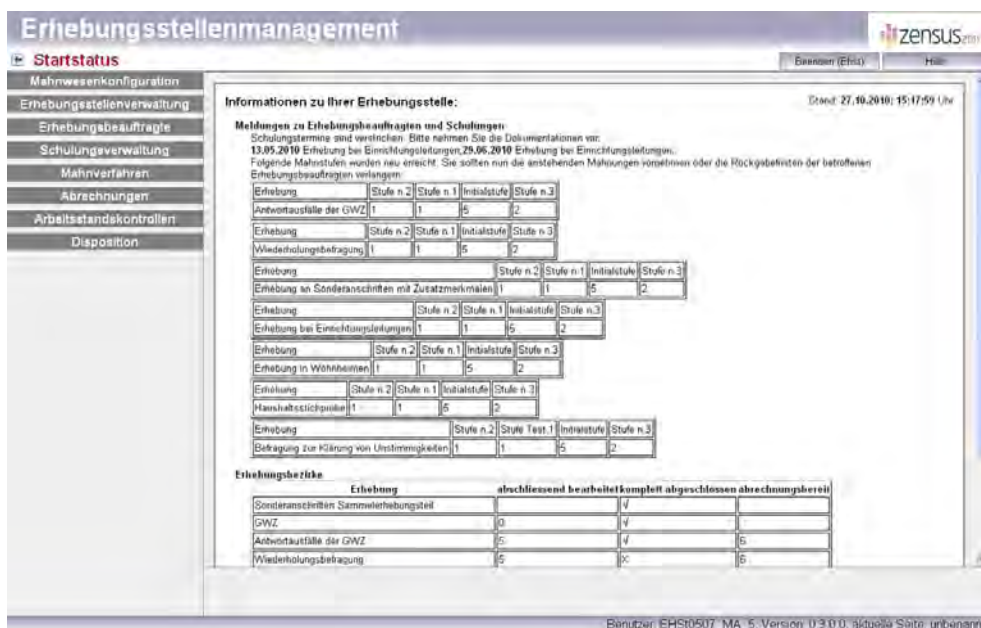 Erhebungsstellenmanagement
zensus
Startstatus
Beenden (Ehst) Hilfe
Mahnwesenkonfiguration
Erhebungsstellenverwaltung
Erhebungsbeauftragte
Schulungsverwaltung
Mahnverfahren
Abrechnungen
Arbeitsstandskontrollen
Disposition
Informationen zu Ihrer Erhebungsstelle: Stand: 27.10.2010; 15:17:59 Uhr
Meldungen zu Erhebungsbeauftragten und Schulungen
Schulungstermine sind verstrichen. Bitte nehmen Sie die Dokumentationen vor:
13.05.2010 Erhebung bei Einrichtungsleitungen,29.06.2010 Erhebung bei Einrichtungsleitungen.
Folgende Mahnstufen wurden neu erreicht. Sie sollten nun die anstehenden Mahnungen vornehmen oder die Rückgabefristen der betroffenen
Erhebungsbeauftragten verlängern:
Erhebung Stufe n.2 Stufe n.1 Initialstufe Stufe n.3
Antwortausfälle der GWZ 1 1 5 2
Erhebung Stufe n.2 Stufe n.1 Initialstufe Stufe n.3
Wiederholungsbefragung 1 1 5 2
Erhebung Stufe n.2 Stufe n.1 Initialstufe Stufe n.3
Erhebung an Sonderanschriften mit Zusatzmerkmalen 1 1 5 2
Erhebung Stufe n.2 Stufe n.1 Initialstufe Stufe n.3
Erhebung bei Einrichtungsleitungen 1 1 5 2
Erhebung Stufe n.2 Stufe n.1 Initialstufe Stufe n.3
Erhebung in Wohnheimen 1 1 5 2
Erhebung Stufe n.2 Stufe n.1 Initialstufe Stufe n.3
Haushaltsstichprobe 1 1 5 2
Erhebung Stufe n.2 Stufe Test.1 Initialstufe Stufe n.3
Befragung zur Klärung von Unstimmigkeiten 1 1 5 2
Erhebungsbezirke
Erhebung abschliessend bearbeitet komplett abgeschlossen abrechnungsbereit
Sonderanschriften Sammelerhebungsteil √
GWZ 0 √
Antwortausfälle der GWZ 5 √ 6
Wiederholungsbefragung 5 X 6
Benutzer: EHSt0507_MA_5, Version: 0.3.0.0, aktuelle Seite: unbenann